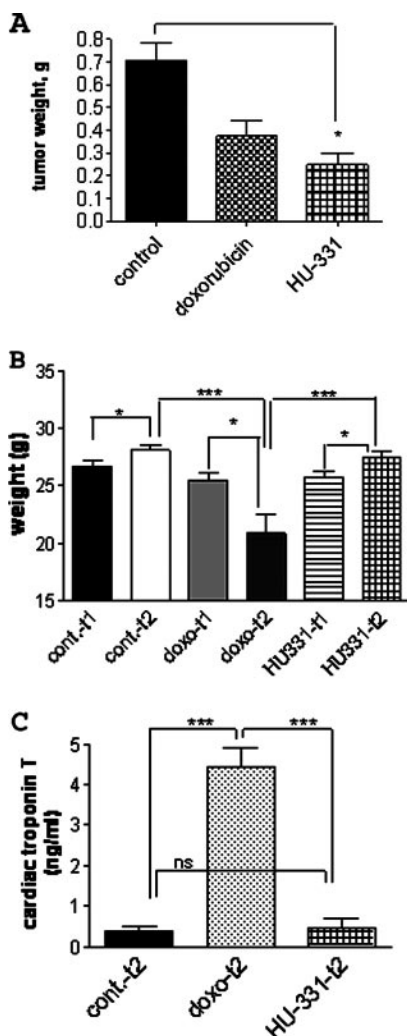 A
tumor weight, g
0.8
0.7
0.6
0.5
0.4
0.3
0.2
0.1
0.0
*
control
doxorubicin
HU-331
B
weight (g)
35
30
25
20
15
*
***
*
***
*
cont.-t1
cont.-t2
doxo-t1
doxo-t2
HU331-t1
HU331-t2
C
cardiac troponin T
(ng/ml)
5
4
3
2
1
0
***
***
ns
cont.-t2
doxo-t2
HU-331-t2